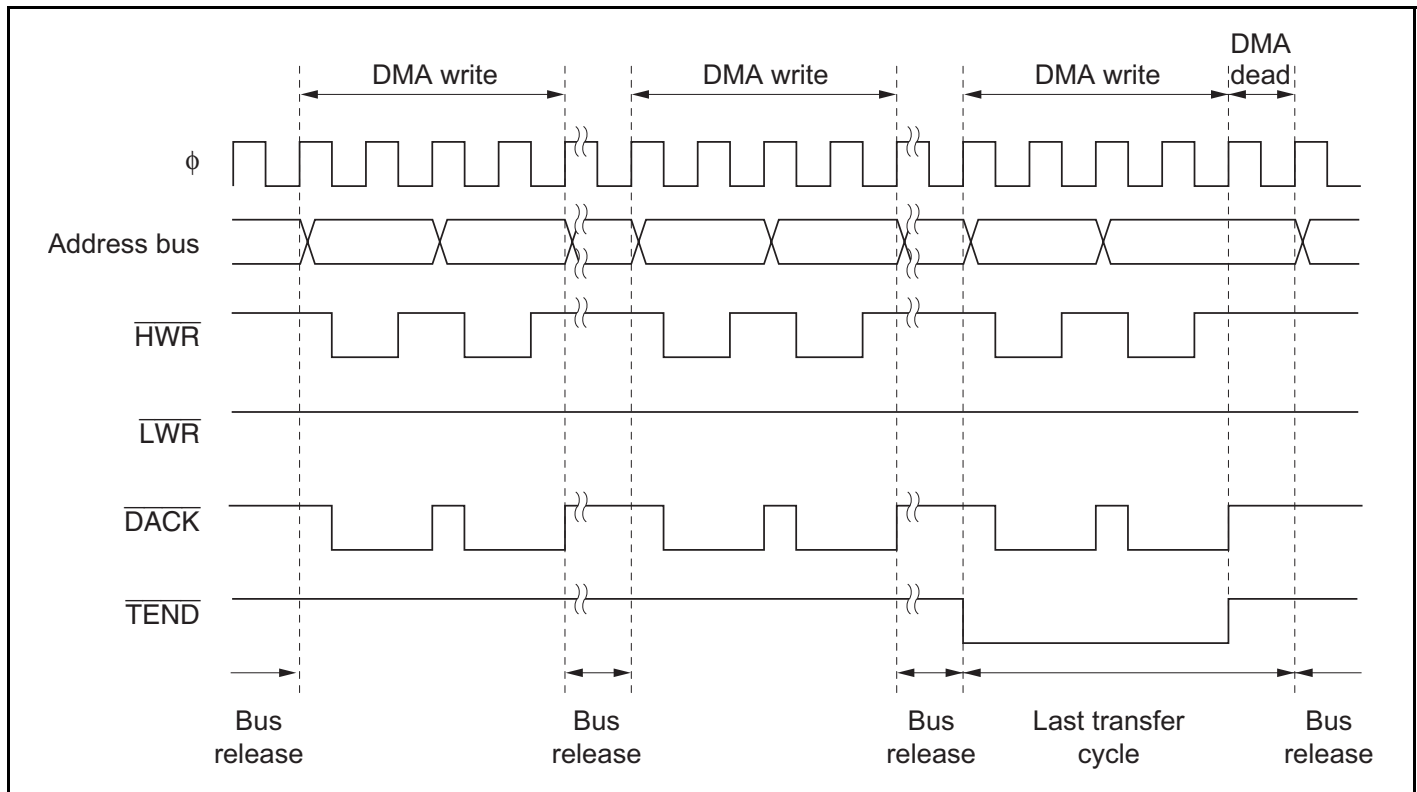 DMA write
DMA write
DMA write
DMA
dead
ϕ
Address bus
HWR
LWR
DACK
TEND
Bus
release
Bus
release
Bus
release
Last transfer
cycle
Bus
release